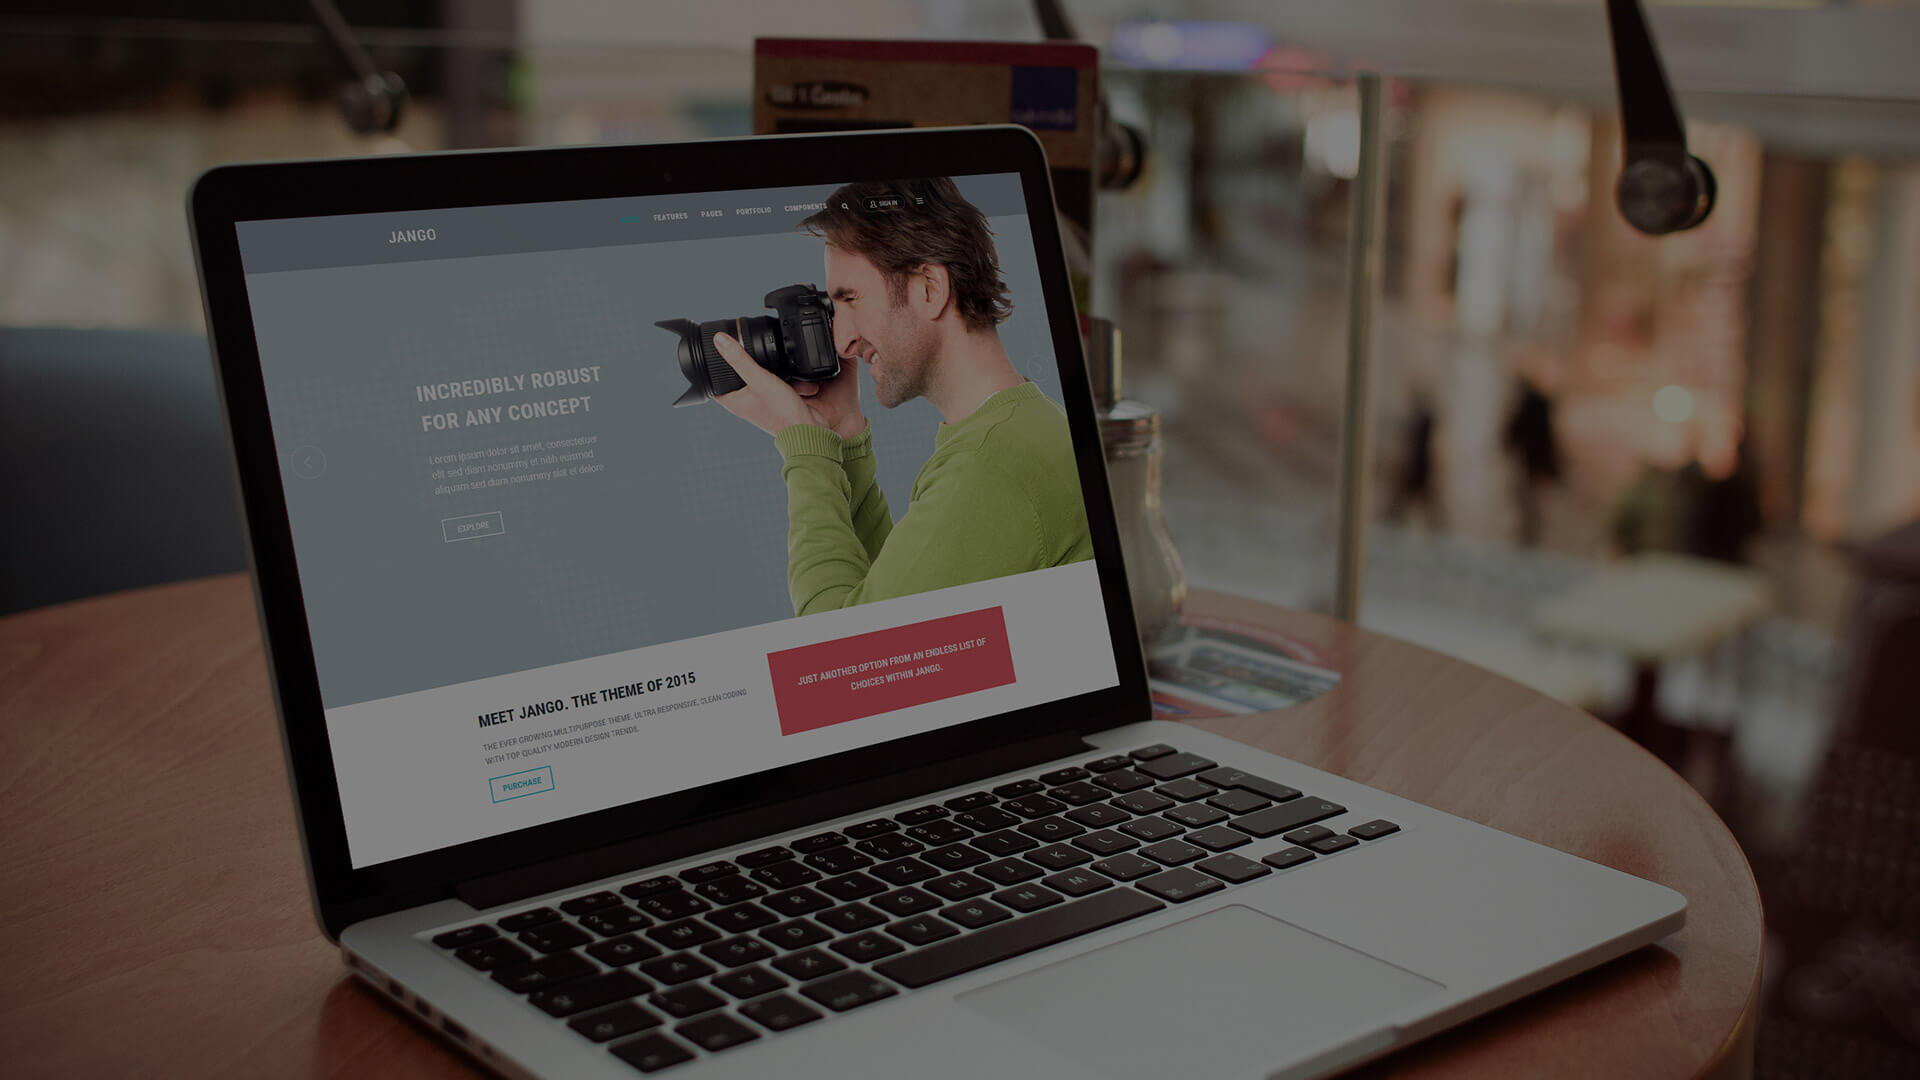 JANGO
FEATURES
PAGES
PORTFOLIO
COMPONENTS
SIGN IN
INCREDIBLY ROBUST
FOR ANY CONCEPT
Lorem ipsum dolor sit amet, consectetuer
elit sed diam nonummy et nibh euismod
aliquam sed diam nonummy siat et dolore
EXPLORE
MEET JANGO. THE THEME OF 2015
THE EVER GROWING MULTIPURPOSE THEME, ULTRA RESPONSIVE, CLEAN CODING
WITH TOP QUALITY MODERN DESIGN TRENDS.
PURCHASE
JUST ANOTHER OPTION FROM AN ENDLESS LIST OF
CHOICES WITHIN JANGO.
Q W E R T Z U I O P
A S D F G H J K L
Y X C V B N M